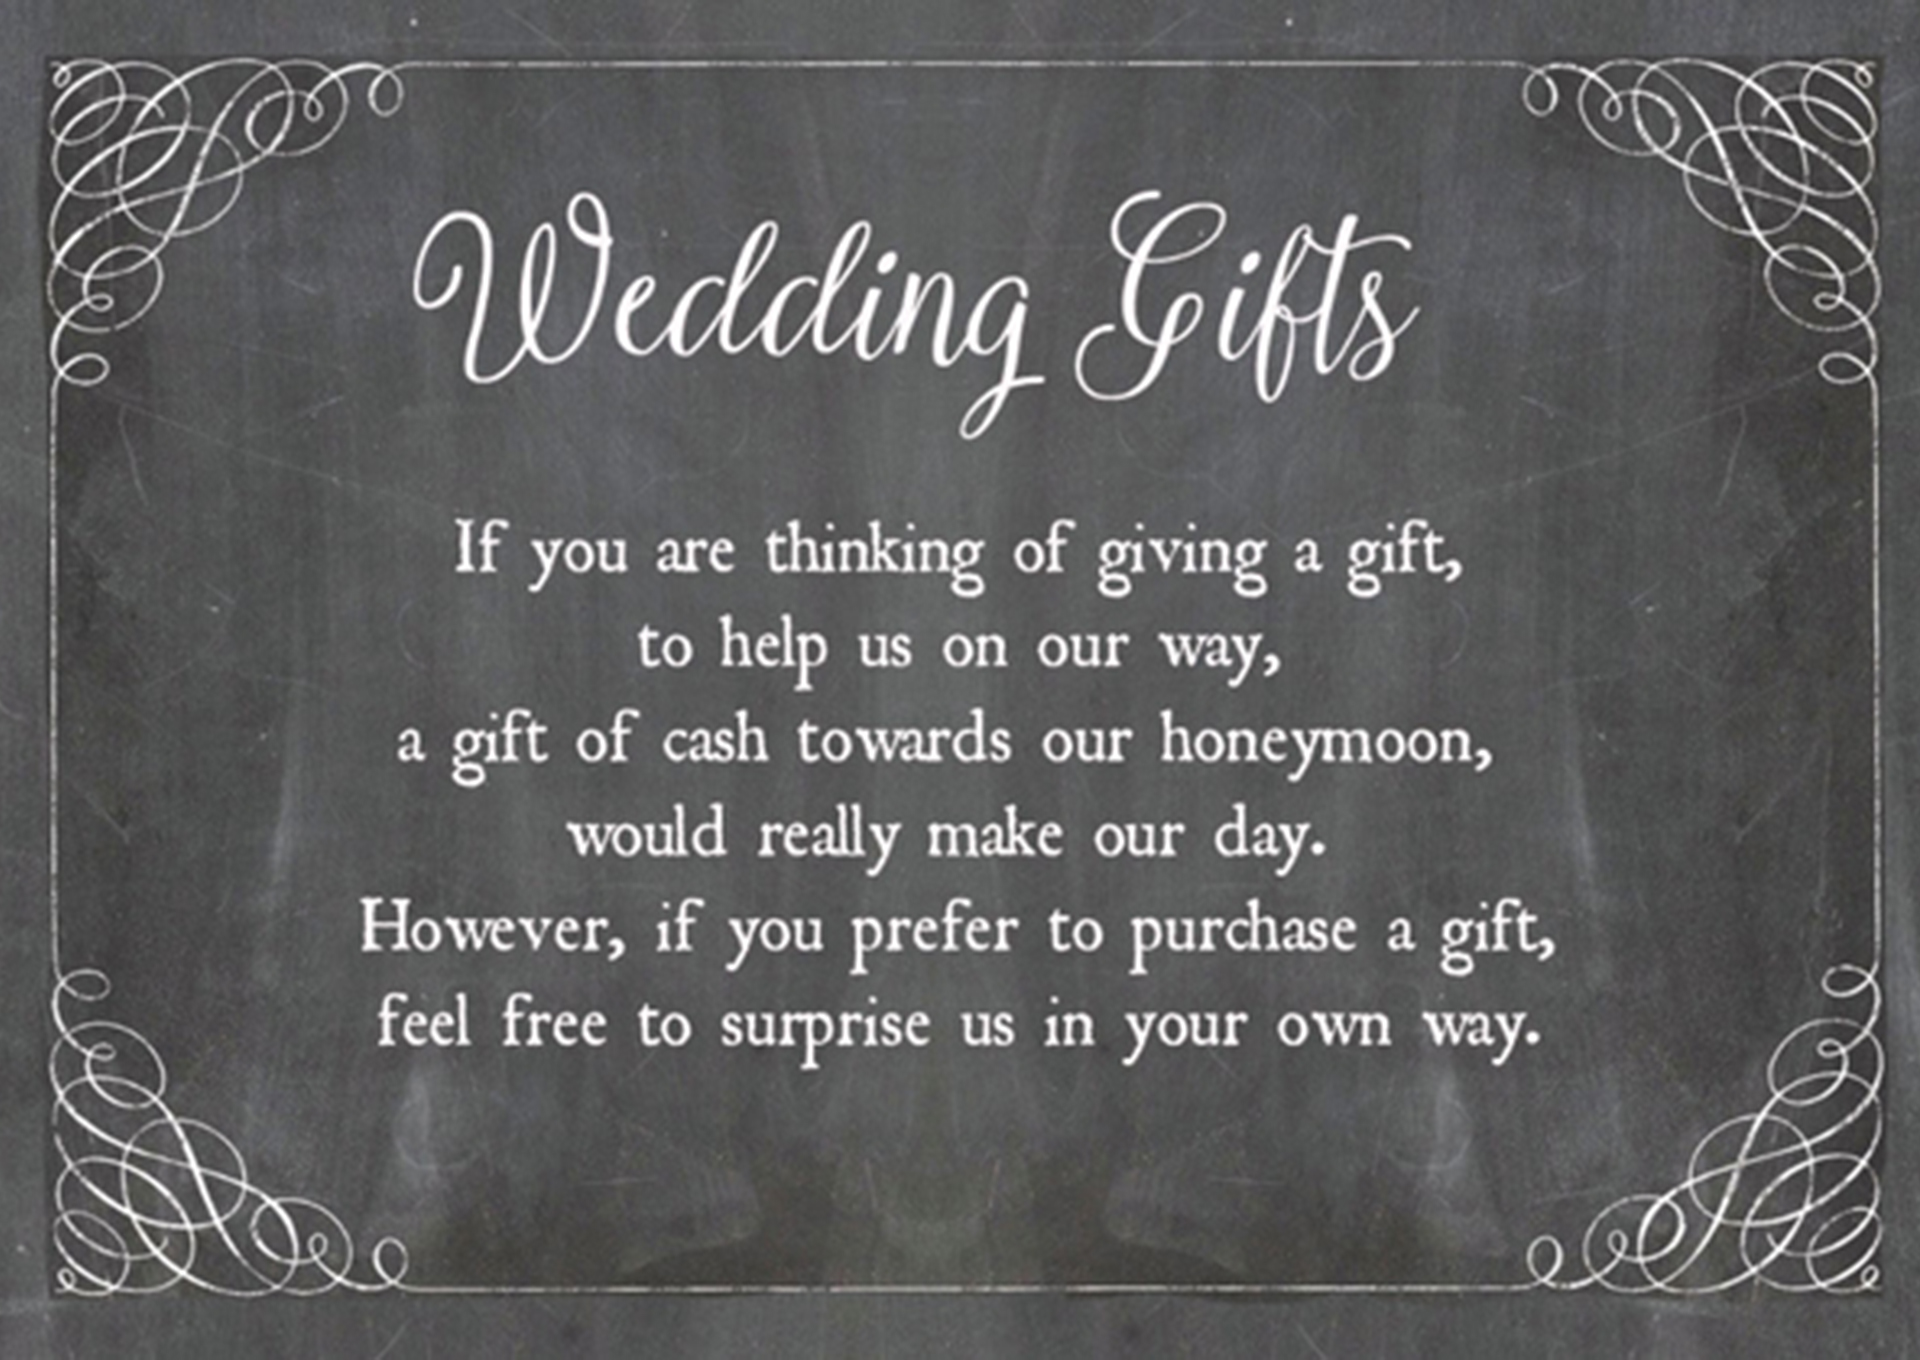 Wedding Gifts
If you are thinking of giving a gift,
to help us on our way,
a gift of cash towards our honeymoon,
would really make our day.
However, if you prefer to purchase a gift,
feel free to surprise us in your own way.